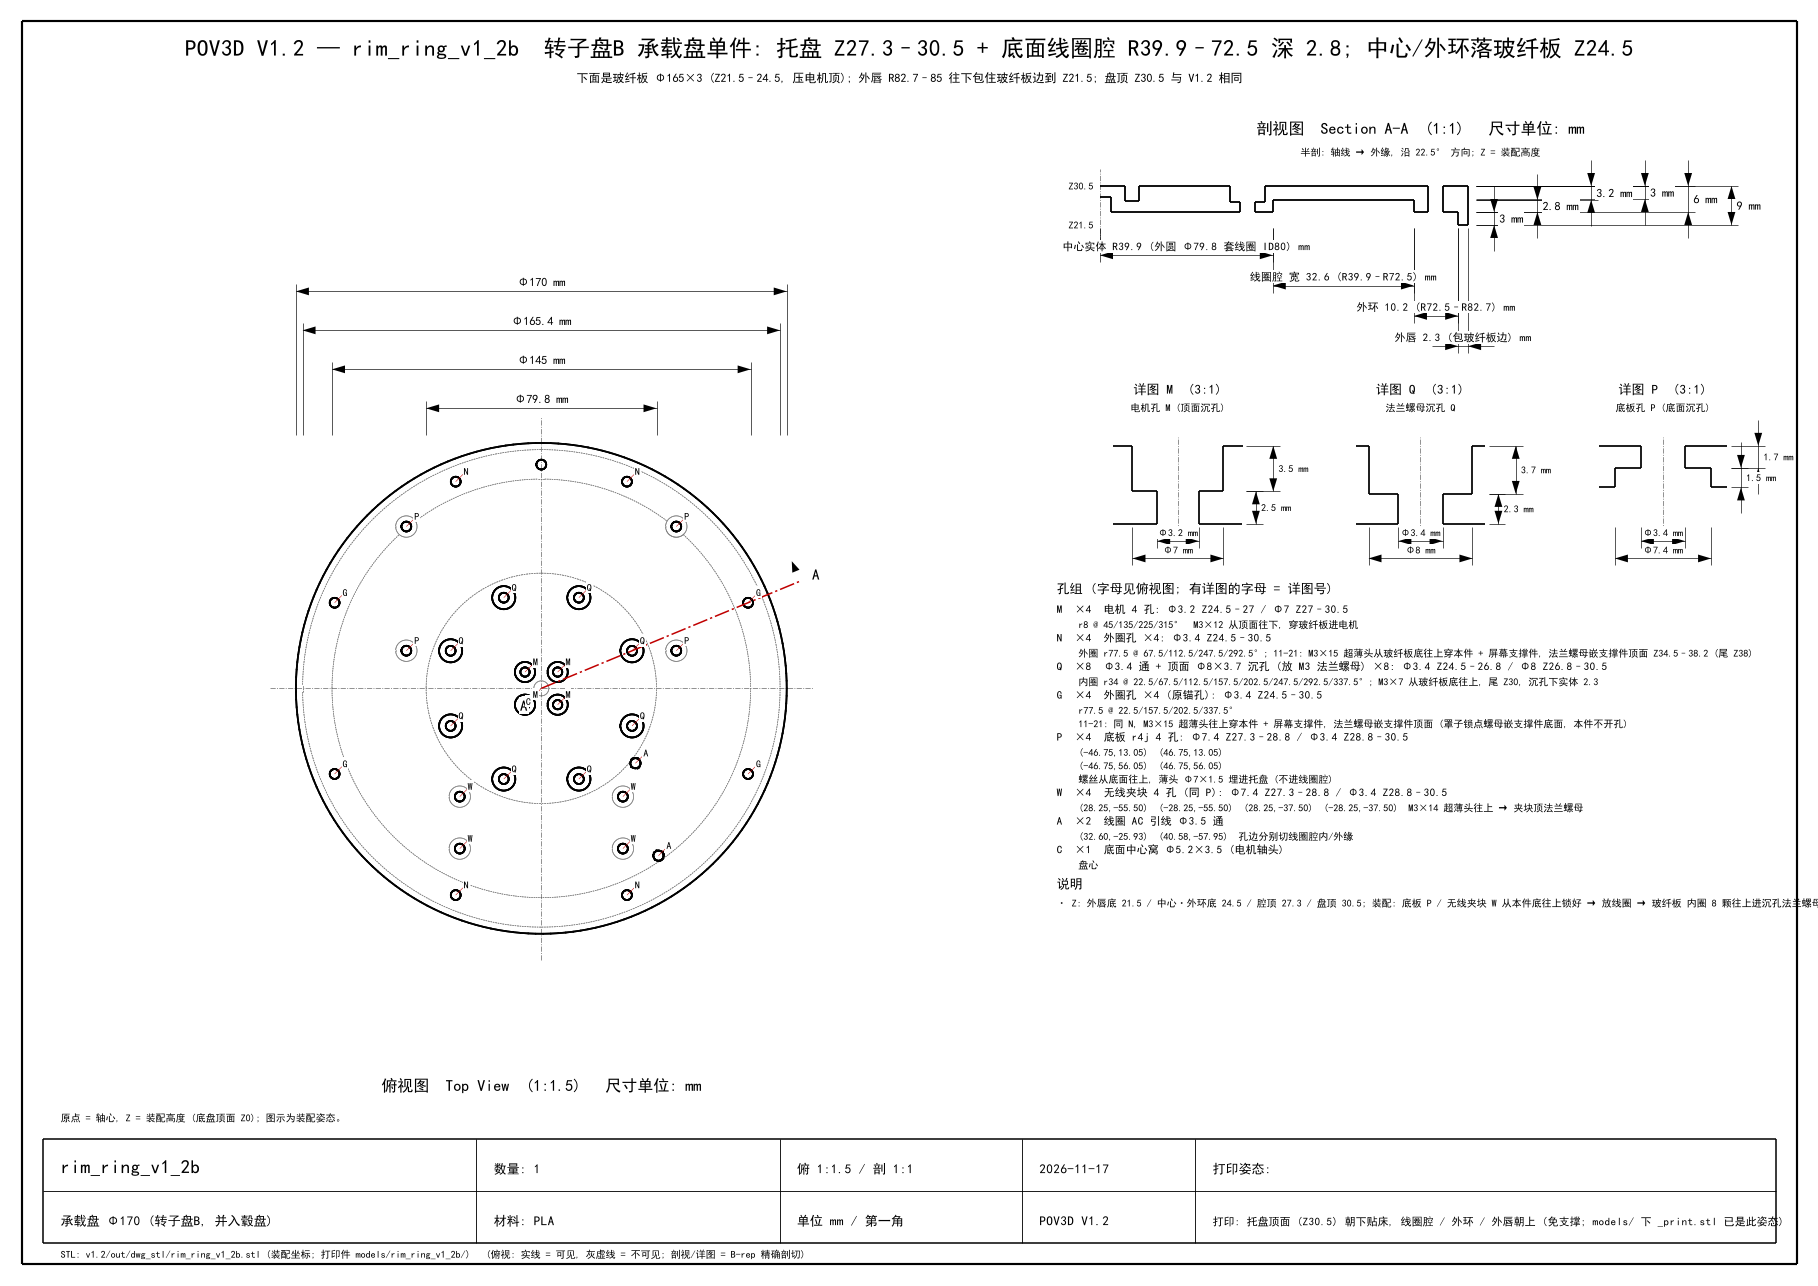 POV3D V1.2 — rim_ring_v1_2b  转子盘B 承载盘单件: 托盘 Z27.3–30.5 + 底面线圈腔 R39.9–72.5 深 2.8; 中心/外环落玻纤板 Z24.5
下面是玻纤板 Φ165×3 (Z21.5–24.5, 压电机顶); 外唇 R82.7–85 往下包住玻纤板边到 Z21.5; 盘顶 Z30.5 与 V1.2 相同
剖视图  Section A-A  (1:1)   尺寸单位: mm
半剖: 轴线 → 外缘, 沿 22.5° 方向; Z = 装配高度
Z30.5
Z21.5
3 mm
2.8 mm
3.2 mm
3 mm
6 mm
9 mm
中心实体 R39.9 (外圆 Φ79.8 套线圈 ID80) mm
线圈腔 宽 32.6 (R39.9–R72.5) mm
外环 10.2 (R72.5–R82.7) mm
外唇 2.3 (包玻纤板边) mm
Φ170 mm
Φ165.4 mm
Φ145 mm
Φ79.8 mm
N
N
P
P
G
G
P
P
Q
Q
Q
Q
M
M
M
M
C
A
A
Q
Q
Q
Q
A
G
G
W
W
W
W
A
N
N
详图 M  (3:1)
电机孔 M (顶面沉孔)
3.5 mm
2.5 mm
Φ3.2 mm
Φ7 mm
详图 Q  (3:1)
法兰螺母沉孔 Q
3.7 mm
2.3 mm
Φ3.4 mm
Φ8 mm
详图 P  (3:1)
底板孔 P (底面沉孔)
1.7 mm
1.5 mm
Φ3.4 mm
Φ7.4 mm
孔组 (字母见俯视图; 有详图的字母 = 详图号)
M  ×4  电机 4 孔: Φ3.2 Z24.5–27 / Φ7 Z27–30.5
r8 @ 45/135/225/315°  M3×12 从顶面往下, 穿玻纤板进电机
N  ×4  外圈孔 ×4: Φ3.4 Z24.5–30.5
外圈 r77.5 @ 67.5/112.5/247.5/292.5°; 11-21: M3×15 超薄头从玻纤板底往上穿本件 + 屏幕支撑件, 法兰螺母嵌支撑件顶面 Z34.5–38.2 (尾 Z38)
Q  ×8  Φ3.4 通 + 顶面 Φ8×3.7 沉孔 (放 M3 法兰螺母) ×8: Φ3.4 Z24.5–26.8 / Φ8 Z26.8–30.5
内圈 r34 @ 22.5/67.5/112.5/157.5/202.5/247.5/292.5/337.5°; M3×7 从玻纤板底往上, 尾 Z30, 沉孔下实体 2.3
G  ×4  外圈孔 ×4 (原锚孔): Φ3.4 Z24.5–30.5
r77.5 @ 22.5/157.5/202.5/337.5°
11-21: 同 N, M3×15 超薄头往上穿本件 + 屏幕支撑件, 法兰螺母嵌支撑件顶面 (罩子锁点螺母嵌支撑件底面, 本件不开孔)
P  ×4  底板 r4」4 孔: Φ7.4 Z27.3–28.8 / Φ3.4 Z28.8–30.5
(-46.75,13.05)  (46.75,13.05)
(-46.75,56.05)  (46.75,56.05)
螺丝从底面往上, 薄头 Φ7×1.5 埋进托盘 (不进线圈腔)
W  ×4  无线夹块 4 孔 (同 P): Φ7.4 Z27.3–28.8 / Φ3.4 Z28.8–30.5
(28.25,-55.50)  (-28.25,-55.50)  (28.25,-37.50)  (-28.25,-37.50)  M3×14 超薄头往上 → 夹块顶法兰螺母
A  ×2  线圈 AC 引线 Φ3.5 通
(32.60,-25.93)  (40.58,-57.95)  孔边分别切线圈腔内/外缘
C  ×1  底面中心窝 Φ5.2×3.5 (电机轴头)
盘心
说明
· Z: 外唇底 21.5 / 中心·外环底 24.5 / 腔顶 27.3 / 盘顶 30.5; 装配: 底板 P / 无线夹块 W 从本件底往上锁好 → 放线圈 → 玻纤板 内圈 8 颗往上进沉孔法兰螺母
俯视图  Top View  (1:1.5)   尺寸单位: mm
原点 = 轴心, Z = 装配高度 (底盘顶面 Z0); 图示为装配姿态。
rim_ring_v1_2b
数量: 1
俯 1:1.5 / 剖 1:1
2026-11-17
打印姿态:
承载盘 Φ170 (转子盘B, 并入毂盘)
材料: PLA
单位 mm / 第一角
POV3D V1.2
打印: 托盘顶面 (Z30.5) 朝下贴床, 线圈腔 / 外环 / 外唇朝上 (免支撑; models/ 下 _print.stl 已是此姿态)
STL: v1.2/out/dwg_stl/rim_ring_v1_2b.stl (装配坐标; 打印件 models/rim_ring_v1_2b/)   (俯视: 实线 = 可见, 灰虚线 = 不可见; 剖视/详图 = B-rep 精确剖切)